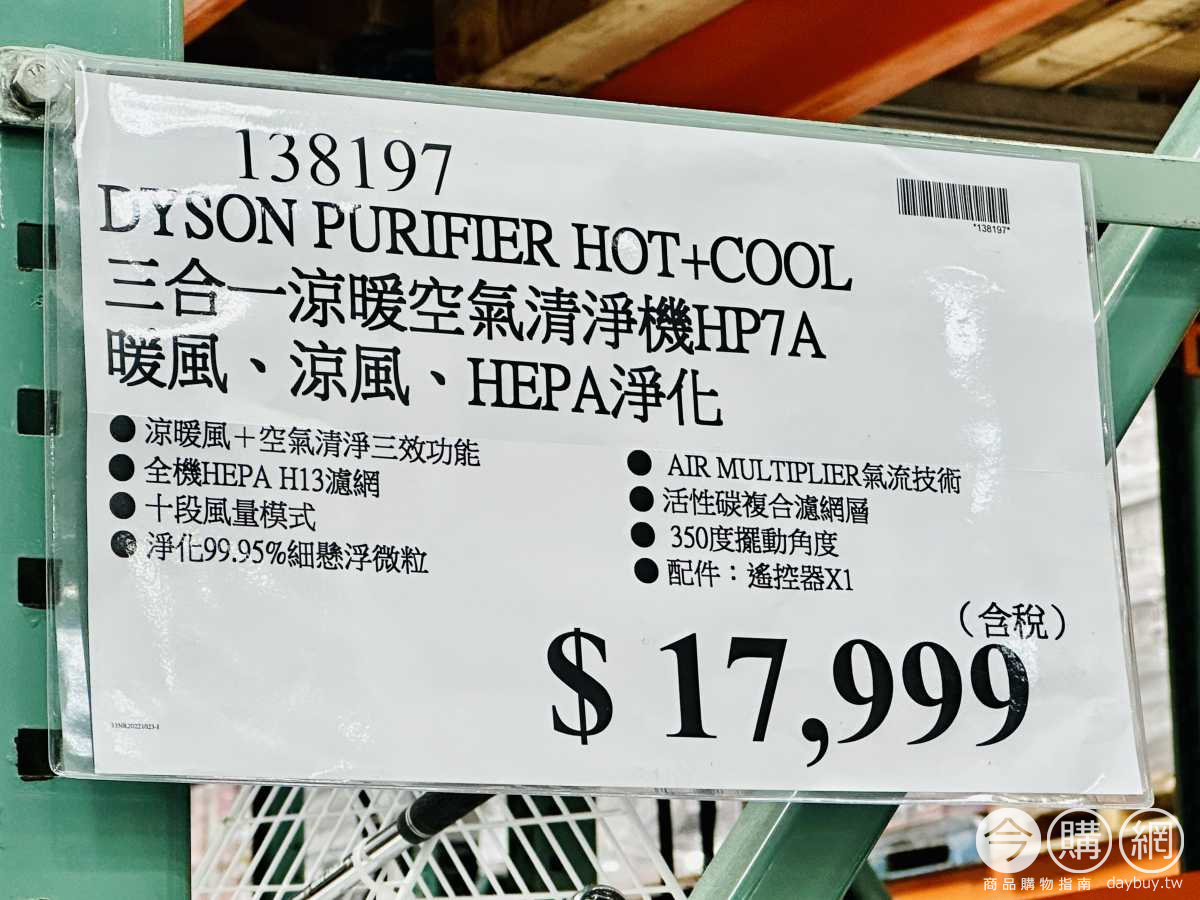 138197
*138197*
DYSON PURIFIER HOT+COOL
三合一涼暖空氣清淨機HP7A
暖風、涼風、HEPA淨化
● 涼暖風＋空氣清淨三效功能
● 全機HEPA H13濾網
● 十段風量模式
● 淨化99.95%細懸浮微粒
● AIR MULTIPLIER氣流技術
● 活性碳複合濾網層
● 350度擺動角度
● 配件：遙控器X1
（含稅）
$ 17,999
今購網
商品購物指南 daybuy.tw